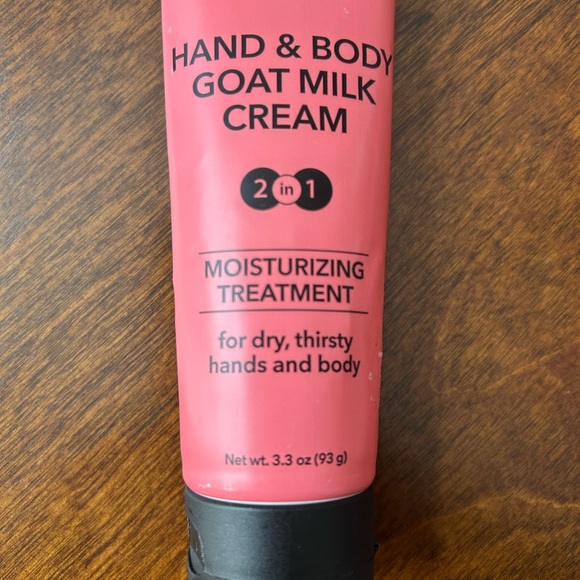 HAND & BODY
GOAT MILK
CREAM
2 in 1
MOISTURIZING
TREATMENT
for dry, thirsty
hands and body
Net wt. 3.3 oz (93 g)